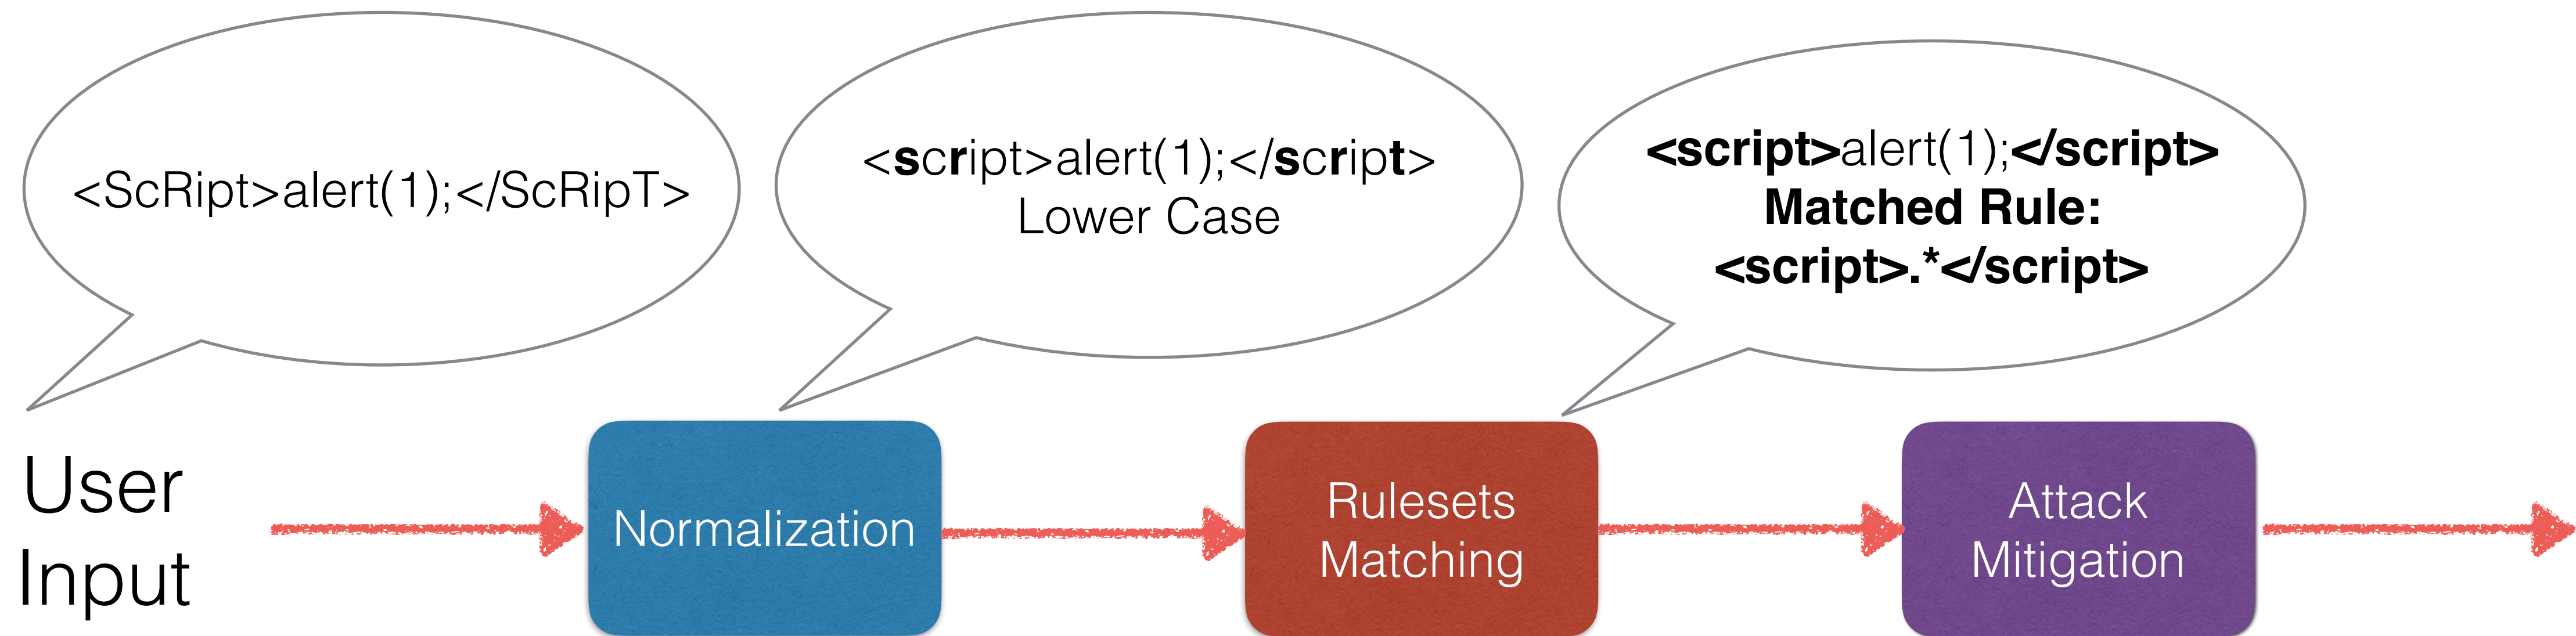 <ScRipt>alert(1);</ScRipT>
<script>alert(1);</script>
Lower Case
<script>alert(1);</script>
Matched Rule:
<script>.*</script>
User
Input
Normalization
Rulesets
Matching
Attack
Mitigation